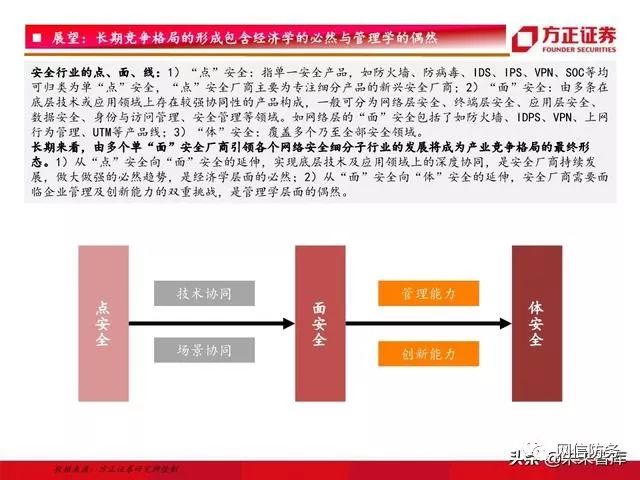 展望：长期竞争格局的形成包含经济学的必然与管理学的偶然
方正证券
FOUNDER SECURITIES
安全行业的点、面、线：1）“点”安全：指单一安全产品，如防火墙、防病毒、IDS、IPS、VPN、SOC等均
可归类为单“点”安全，“点”安全厂商主要为专注细分产品的新兴安全厂商；2）“面”安全：由多条在
底层技术或应用领域上存在较强协同性的产品构成，一般可分为网络层安全、终端层安全、应用层安全、
数据安全、身份与访问管理、安全管理等领域。如网络层的“面”安全包括了如防火墙、IDPS、VPN、上网
行为管理、UTM等产品线；3）“体”安全：覆盖多个乃至全部安全领域。
长期来看，由多个单“面”安全厂商引领各个网络安全细分子行业的发展将成为产业竞争格局的最终形
态。1）从“点”安全向“面”安全的延伸，实现底层技术及应用领域上的深度协同，是安全厂商持续发
展，做大做强的必然趋势，是经济学层面的必然；2）从“面”安全向“体”安全的延伸，安全厂商需要面
临企业管理及创新能力的双重挑战，是管理学层面的偶然。
点安全
技术协同
场景协同
面安全
管理能力
创新能力
体安全
数据来源：方正证券研究所绘制
网信防务
头条@未来智库